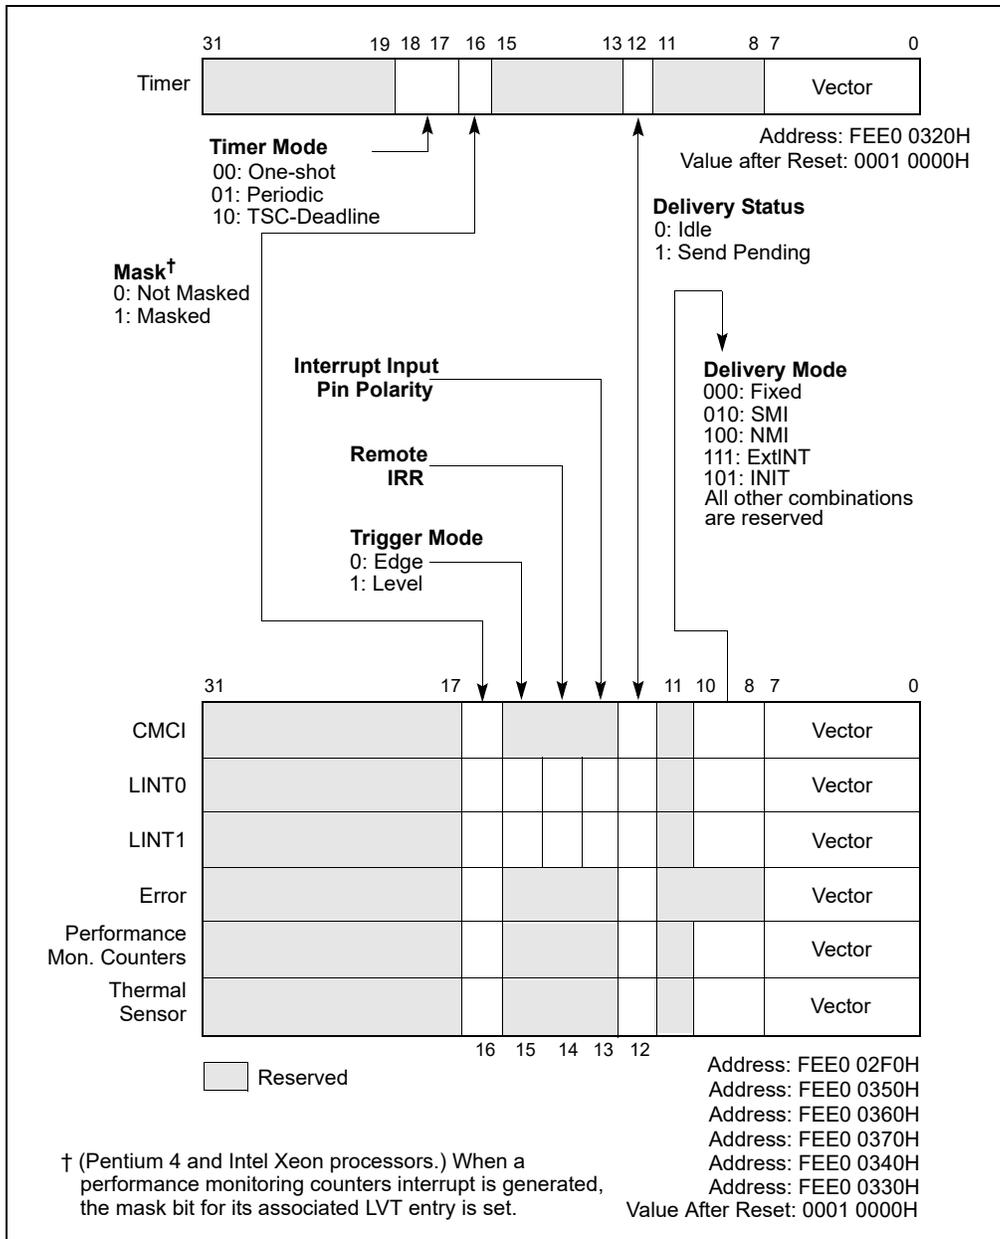 31 19 18 17 16 15 13 12 11 8 7 0
Timer
Vector
Address: FEE0 0320H
Value after Reset: 0001 0000H
Timer Mode
00: One-shot
01: Periodic
10: TSC-Deadline
Delivery Status
0: Idle
1: Send Pending
Mask†
0: Not Masked
1: Masked
Interrupt Input
Pin Polarity
Delivery Mode
000: Fixed
010: SMI
100: NMI
111: ExtINT
101: INIT
All other combinations
are reserved
Remote
IRR
Trigger Mode
0: Edge
1: Level
31 17 11 10 8 7 0
CMCI Vector
LINT0 Vector
LINT1 Vector
Error Vector
Performance
Mon. Counters Vector
Thermal
Sensor Vector
16 15 14 13 12
Reserved
Address: FEE0 02F0H
Address: FEE0 0350H
Address: FEE0 0360H
Address: FEE0 0370H
Address: FEE0 0340H
Address: FEE0 0330H
Value After Reset: 0001 0000H
† (Pentium 4 and Intel Xeon processors.) When a
performance monitoring counters interrupt is generated,
the mask bit for its associated LVT entry is set.